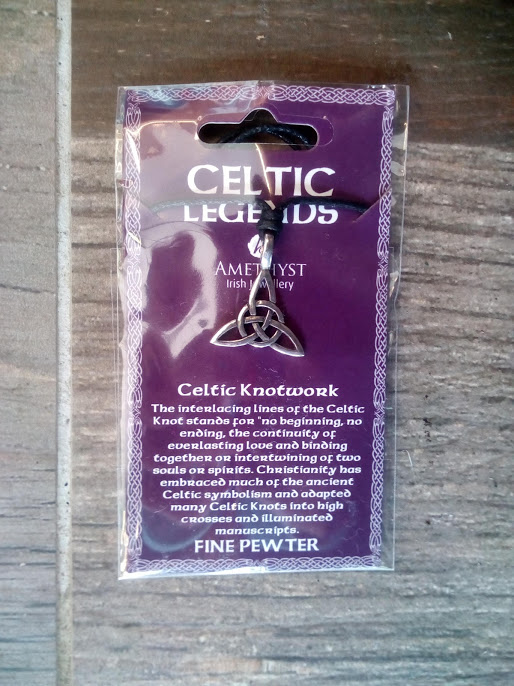 CELTIC
LEGENDS
AMETHYST
Irish Jewellery
Celtic Knotwork
The interlacing lines of the Celtic
Knot stands for "no beginning, no
ending, the continuity of
everlasting love and binding
together or intertwining of two
souls or spirits. Christianity has
embraced much of the ancient
Celtic symbolism and adapted
many Celtic Knots into high
crosses and illuminated
manuscripts.
FINE PEWTER